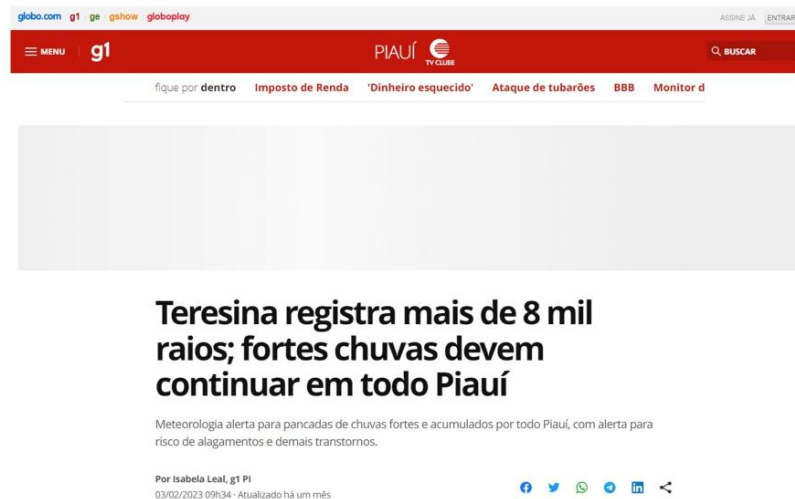 globo.com g1 ge gshow globoplay ASSINE JÁ ENTRAR
MENU g1 PIAUÍ TV CLUBE BUSCAR
fique por dentro Imposto de Renda 'Dinheiro esquecido' Ataque de tubarões BBB Monitor d
Teresina registra mais de 8 mil
raios; fortes chuvas devem
continuar em todo Piauí
Meteorologia alerta para pancadas de chuvas fortes e acumulados por todo Piauí, com alerta para
risco de alagamentos e demais transtornos.
Por Isabela Leal, g1 PI
03/02/2023 09h34 · Atualizado há um mês